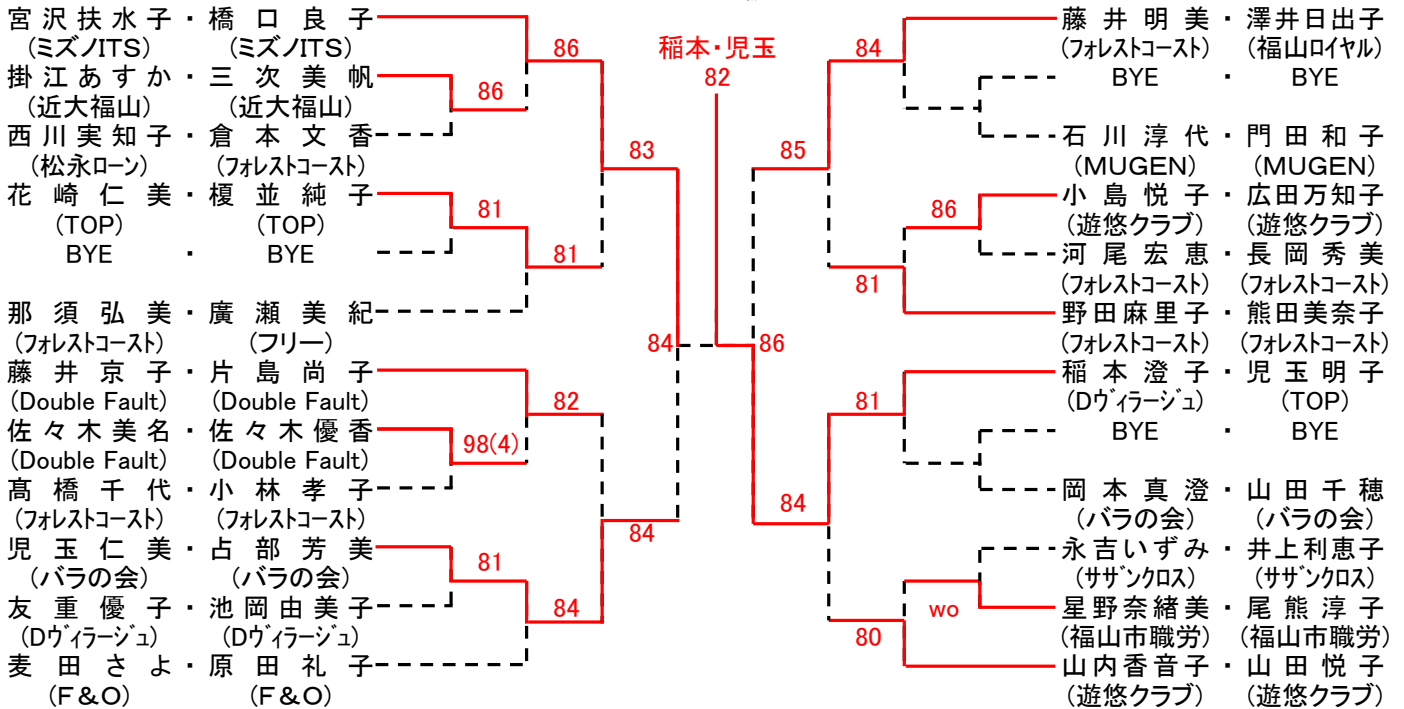 宮沢扶水子・橋口良子
(ミズノITS) (ミズノITS)
86
掛江あすか・三次美帆
(近大福山) (近大福山)
86
西川実知子・倉本文香
(松永ローン) (フォレストコースト)
83
花崎仁美・榎並純子
(TOP) (TOP)
81
BYE ・ BYE
81
那須弘美・廣瀬美紀
(フォレストコースト) (フリー)
84
藤井京子・片島尚子
(Double Fault) (Double Fault)
82
佐々木美名・佐々木優香
(Double Fault) (Double Fault)
98(4)
髙橋千代・小林孝子
(フォレストコースト) (フォレストコースト)
84
児玉仁美・占部芳美
(バラの会) (バラの会)
81
友重優子・池岡由美子
(Dヴィラージュ) (Dヴィラージュ)
84
麦田さよ・原田礼子
(F&O) (F&O)
稲本・児玉
82
藤井明美・澤井日出子
(フォレストコースト) (福山ロイヤル)
84
BYE ・ BYE
石川淳代・門田和子
(MUGEN) (MUGEN)
85
小島悦子・広田万知子
(遊悠クラブ) (遊悠クラブ)
86
河尾宏恵・長岡秀美
(フォレストコースト) (フォレストコースト)
81
野田麻里子・熊田美奈子
(フォレストコースト) (フォレストコースト)
86
稲本澄子・児玉明子
(Dヴィラージュ) (TOP)
81
BYE ・ BYE
岡本真澄・山田千穂
(バラの会) (バラの会)
84
永吉いずみ・井上利恵子
(サザンクロス) (サザンクロス)
wo
星野奈緒美・尾熊淳子
(福山市職労) (福山市職労)
80
山内香音子・山田悦子
(遊悠クラブ) (遊悠クラブ)